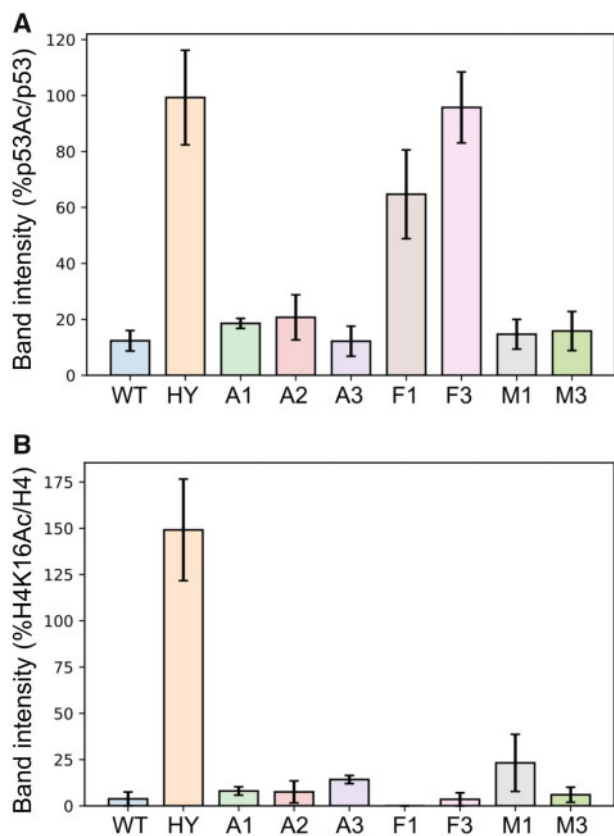 A
Band intensity (%p53Ac/p53)
120
100
80
60
40
20
0
WT HY A1 A2 A3 F1 F3 M1 M3
B
Band intensity (%H4K16Ac/H4)
175
150
125
100
75
50
25
0
WT HY A1 A2 A3 F1 F3 M1 M3